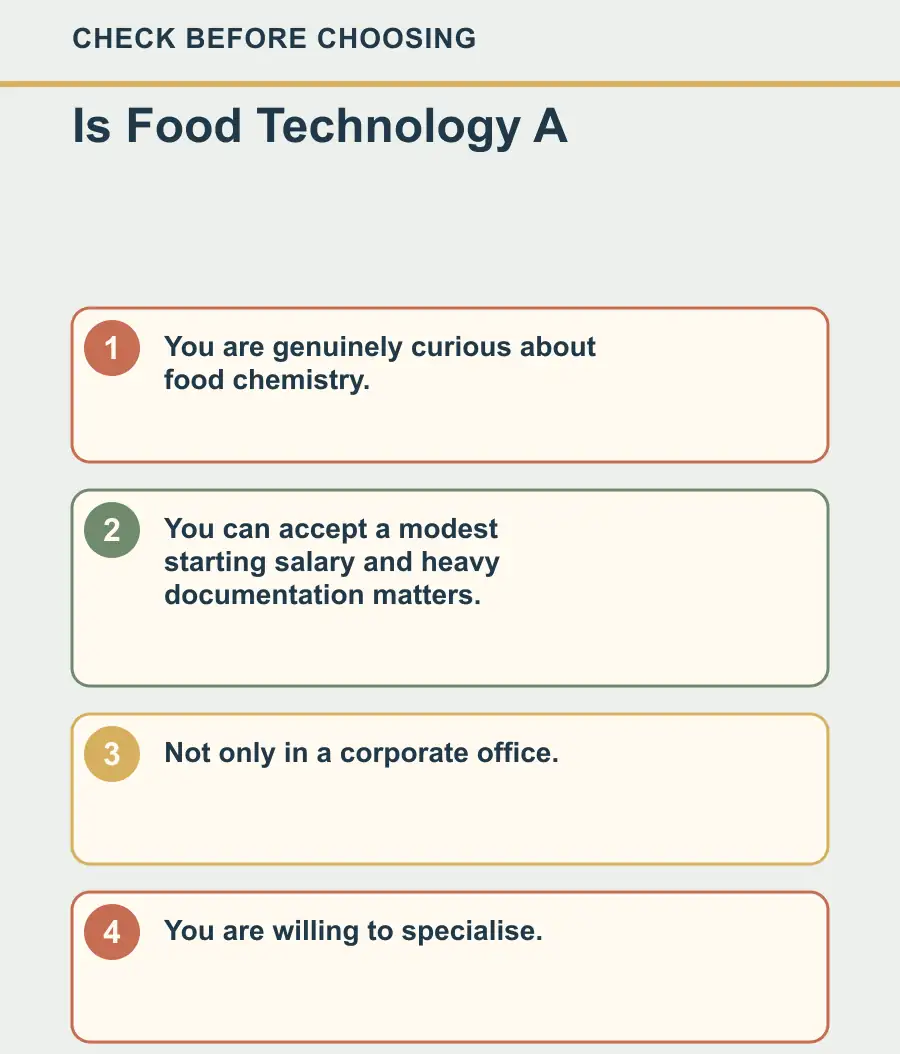 CHECK BEFORE CHOOSING
Is Food Technology A
1
You are genuinely curious about
food chemistry.
2
You can accept a modest
starting salary and heavy
documentation matters.
3
Not only in a corporate office.
4
You are willing to specialise.